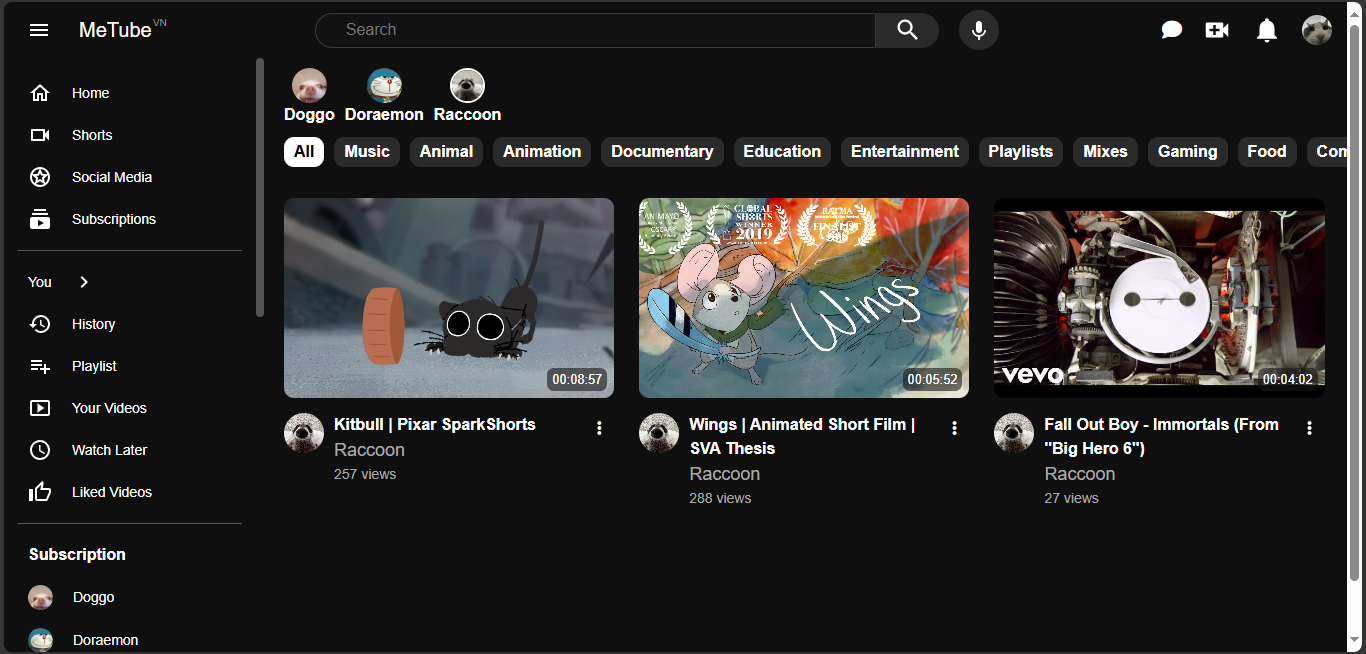 MeTube VN
Search
Home
Shorts
Social Media
Subscriptions
You
History
Playlist
Your Videos
Watch Later
Liked Videos
Subscription
Doggo
Doraemon
Doggo Doraemon Raccoon
All Music Animal Animation Documentary Education Entertainment Playlists Mixes Gaming Food Com
00:08:57
Kitbull | Pixar SparkShorts
Raccoon
257 views
ANIMAYO
GLOBAL
SHORTS
WINNER
2019
FINALIST
Wings
00:05:52
Wings | Animated Short Film |
SVA Thesis
Raccoon
288 views
vevo
00:04:02
Fall Out Boy - Immortals (From
"Big Hero 6")
Raccoon
27 views